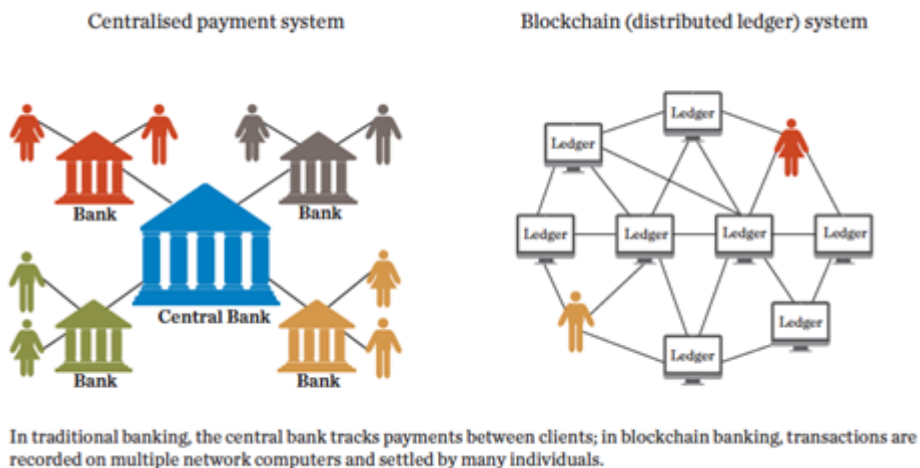 Centralised payment system
Blockchain (distributed ledger) system
Bank
Bank
Central Bank
Bank
Bank
Ledger
Ledger
Ledger
Ledger
Ledger
Ledger
Ledger
Ledger
In traditional banking, the central bank tracks payments between clients; in blockchain banking, transactions are
recorded on multiple network computers and settled by many individuals.